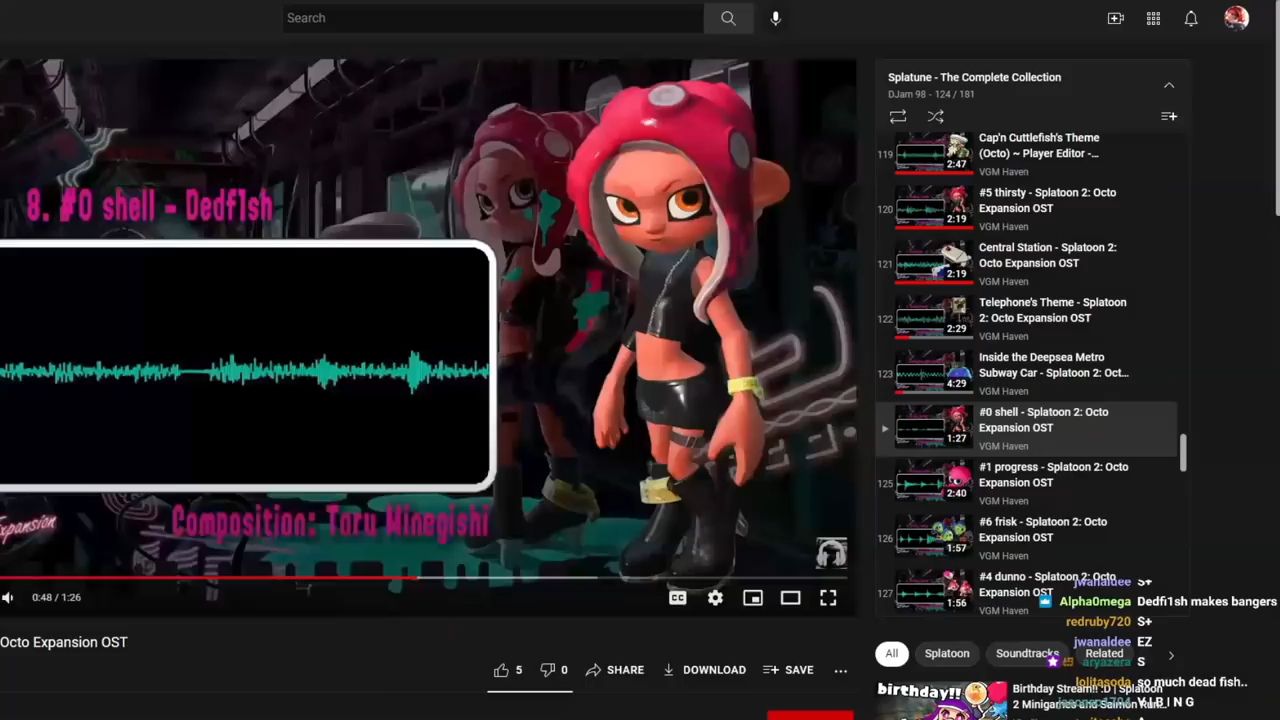 Search
8. #0 shell - Dedf1sh
Expansion
Composition: Toru Minegishi
0:48 / 1:26
CC
Octo Expansion OST
5
0
SHARE
DOWNLOAD
SAVE
Splatune - The Complete Collection
DJam 98 - 124 / 181
119
2:47
Cap'n Cuttlefish's Theme
(Octo) ~ Player Editor -...
VGM Haven
120
2:19
#5 thirsty - Splatoon 2: Octo
Expansion OST
VGM Haven
121
2:19
Central Station - Splatoon 2:
Octo Expansion OST
VGM Haven
122
2:29
Telephone's Theme - Splatoon
2: Octo Expansion OST
VGM Haven
123
4:29
Inside the Deepsea Metro
Subway Car - Splatoon 2: Oct...
VGM Haven
1:27
#0 shell - Splatoon 2: Octo
Expansion OST
VGM Haven
125
2:40
#1 progress - Splatoon 2: Octo
Expansion OST
VGM Haven
126
1:57
#6 frisk - Splatoon 2: Octo
Expansion OST
VGM Haven
127
1:56
#4 dunno - Splatoon 2: Octo
Expansion OST
VGM Haven
jwanaldee S+
Alpha0mega Dedfi1sh makes bangers
redruby720 S+
jwanaldee EZ
aryazera S
lolitasoda so much dead fish..
V I B I N G
All
Splatoon
Soundtracks
Related
birthday!!
Birthday Stream!! :D | Splatoon
2 Minigames and Salmon Run!